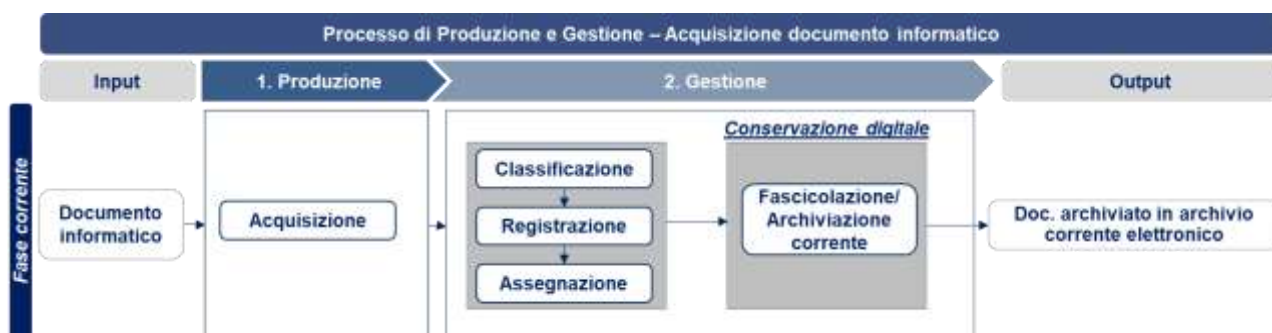 Processo di Produzione e Gestione – Acquisizione documento informatico
Input
1. Produzione
2. Gestione
Output
Fase corrente
Documento
informatico
Acquisizione
Classificazione
Registrazione
Assegnazione
Conservazione digitale
Fascicolazione/
Archiviazione
corrente
Doc. archiviato in archivio
corrente elettronico